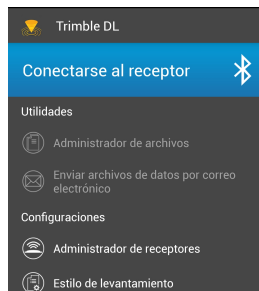 Trimble DL
Conectarse al receptor
Utilidades
Administrador de archivos
Enviar archivos de datos por correo
electrónico
Configuraciones
Administrador de receptores
Estilo de levantamiento